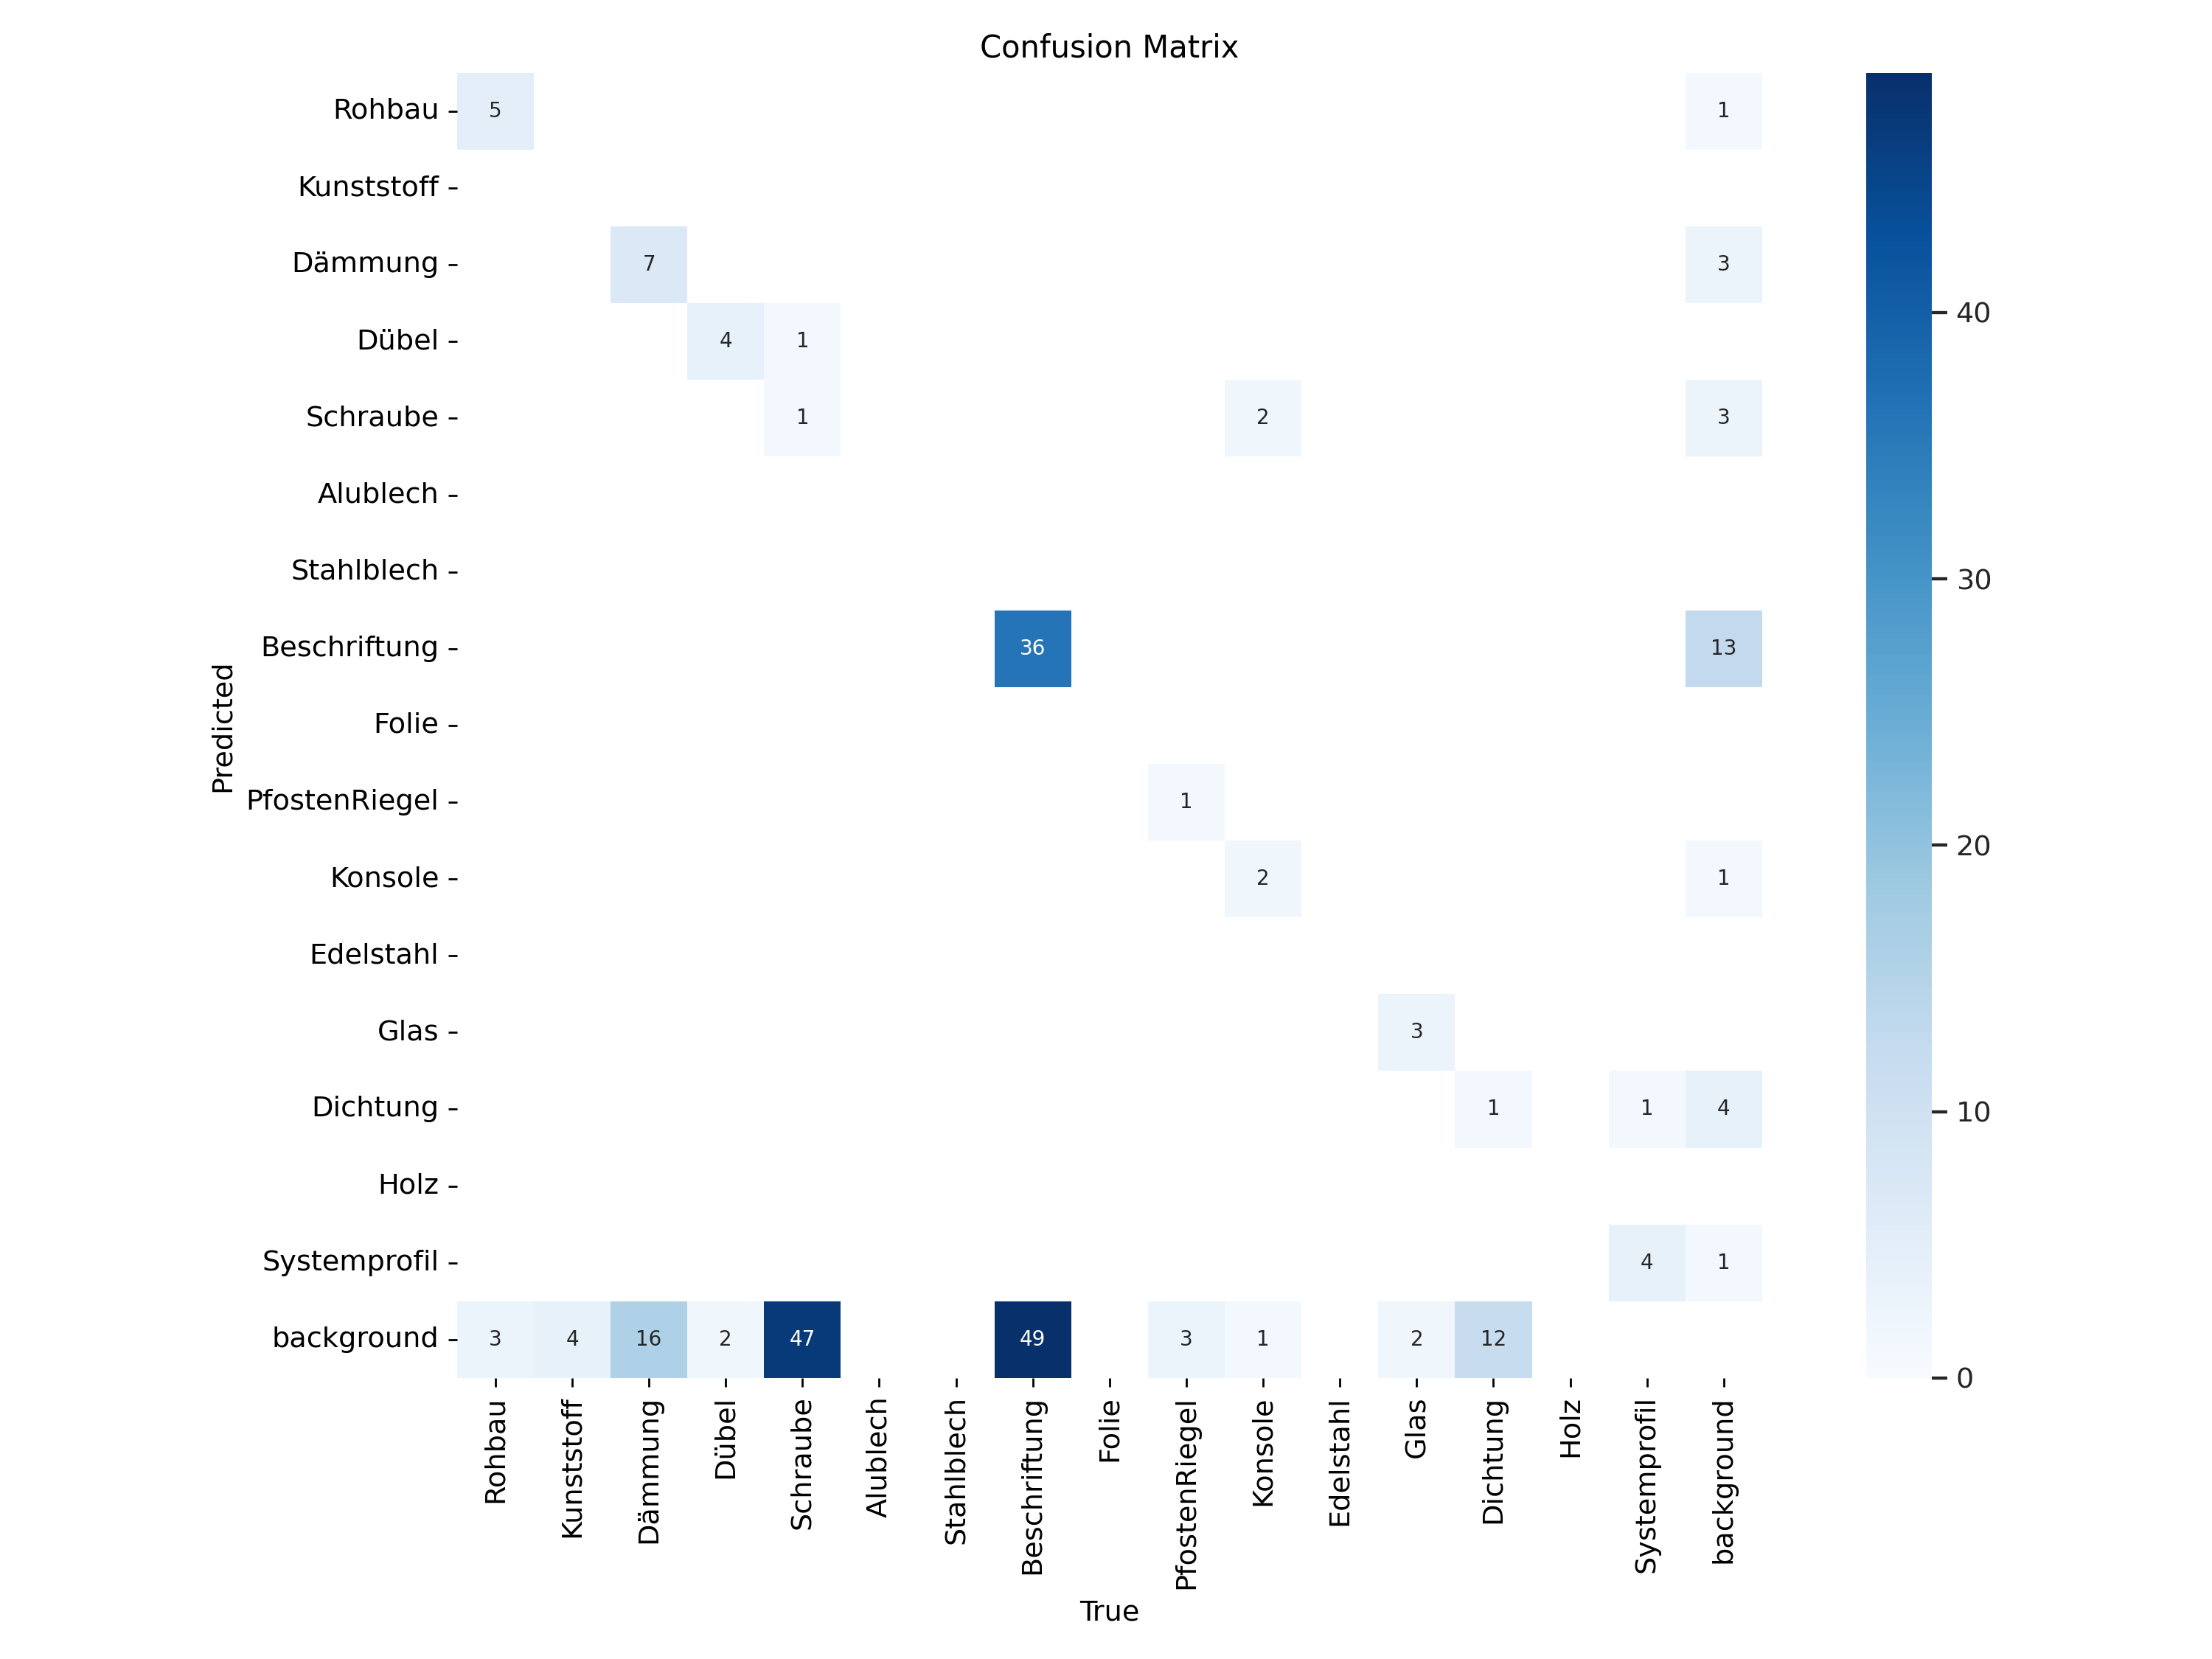 Confusion Matrix
Predicted
Rohbau 5 1
Kunststoff
Dämmung 7 3
Dübel 4 1
Schraube 1 2 3
Alublech
Stahlblech
Beschriftung 36 13
Folie
PfostenRiegel 1
Konsole 2 1
Edelstahl
Glas 3
Dichtung 1 1 4
Holz
Systemprofil 4 1
background 3 4 16 2 47 49 3 1 2 12
Rohbau
Kunststoff
Dämmung
Dübel
Schraube
Alublech
Stahlblech
Beschriftung
Folie
PfostenRiegel
Konsole
Edelstahl
Glas
Dichtung
Holz
Systemprofil
background
True
40
30
20
10
0